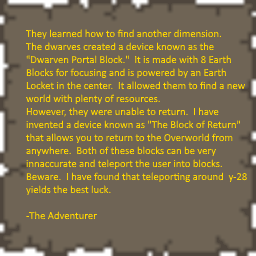 They learned how to find another dimension.
The dwarves created a device known as the
"Dwarven Portal Block."  It is made with 8 Earth
Blocks for focusing and is powered by an Earth
Locket in the center.  It allowed them to find a new
world with plenty of resources.
However, they were unable to return.  I have
invented a device known as "The Block of Return"
that allows you to return to the Overworld from
anywhere.  Both of these blocks can be very
innaccurate and teleport the user into blocks.
Beware.  I have found that teleporting around  y-28
yields the best luck.

-The Adventurer